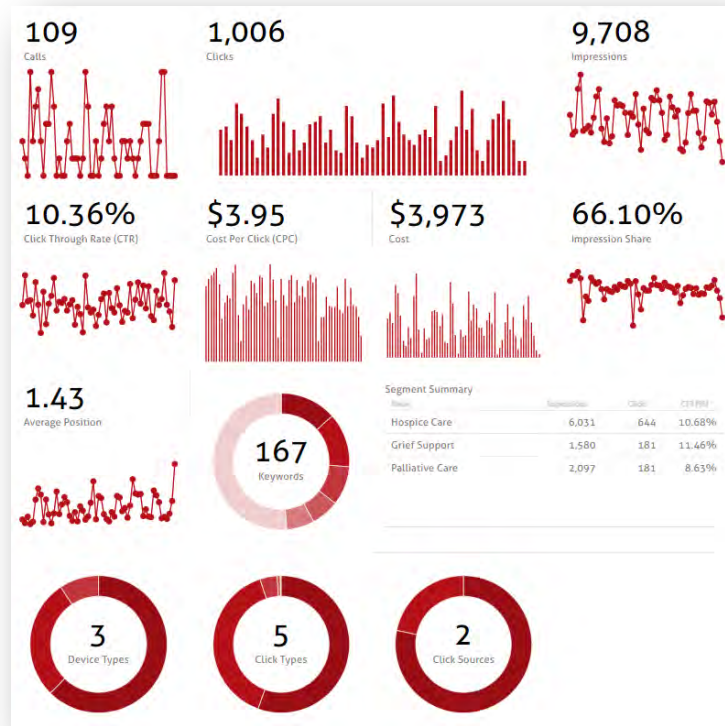 109
Calls
1,006
Clicks
9,708
Impressions
10.36%
Click Through Rate (CTR)
$3.95
Cost Per Click (CPC)
$3,973
Cost
66.10%
Impression Share
1.43
Average Position
167
Keywords
Segment Summary
Hospice Care 6,031 644 10.68%
Grief Support 1,580 181 11.46%
Palliative Care 2,097 181 8.63%
3
Device Types
5
Click Types
2
Click Sources